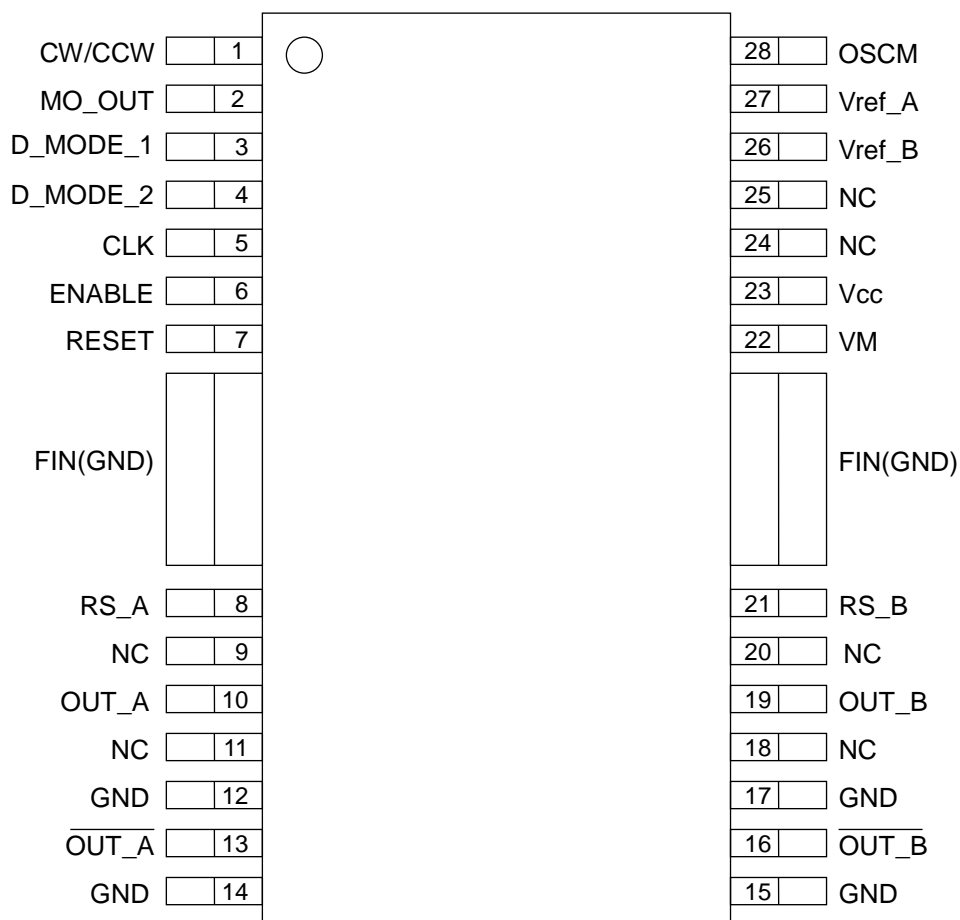 CW/CCW 1 28 OSCM
MO_OUT 2 27 Vref_A
D_MODE_1 3 26 Vref_B
D_MODE_2 4 25 NC
CLK 5 24 NC
ENABLE 6 23 Vcc
RESET 7 22 VM
FIN(GND) FIN(GND)
RS_A 8 21 RS_B
NC 9 20 NC
OUT_A 10 19 OUT_B
NC 11 18 NC
GND 12 17 GND
O̅U̅T̅_̅A̅ 13 16 O̅U̅T̅_̅B̅
GND 14 15 GND